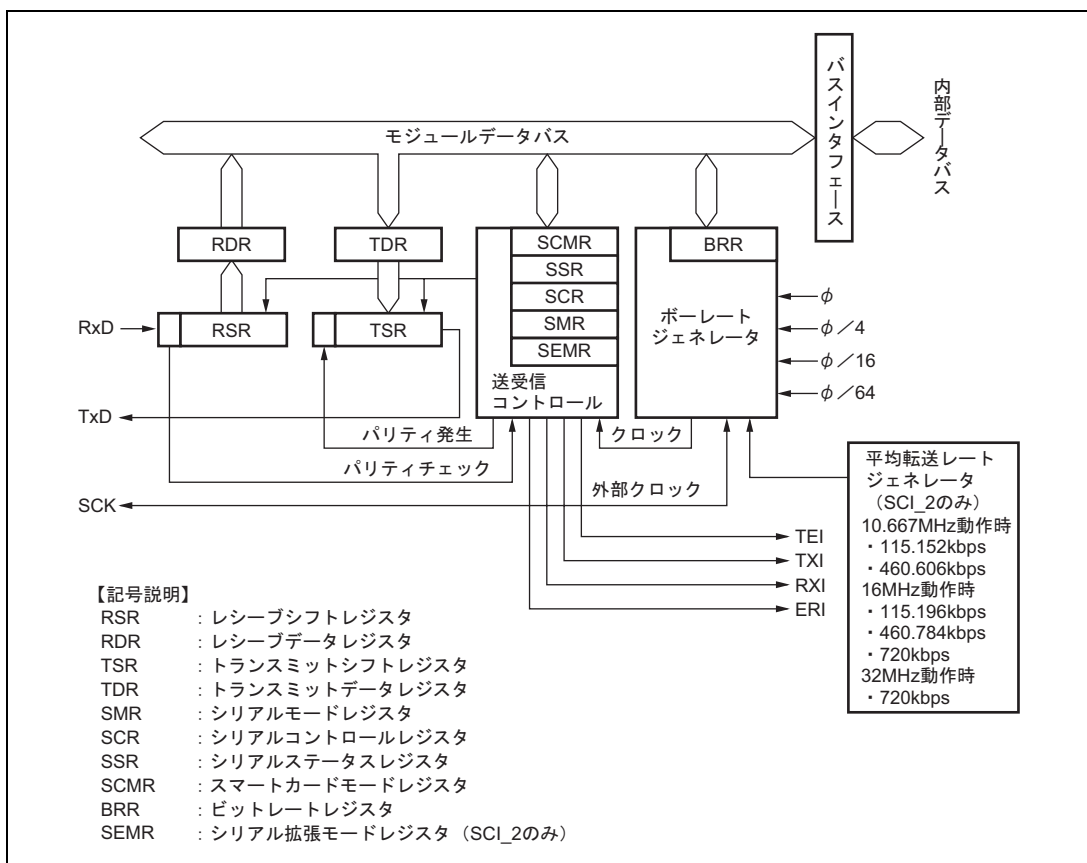 モジュールデータバス
バスインタフェース
内部データバス
RDR
TDR
SCMR
SSR
SCR
SMR
SEMR
送受信
コントロール
BRR
ボーレート
ジェネレータ
φ
φ/4
φ/16
φ/64
RxD
RSR
TSR
TxD
パリティ発生
パリティチェック
クロック
外部クロック
SCK
TEI
TXI
RXI
ERI
平均転送レート
ジェネレータ
(SCI_2のみ)
10.667MHz動作時
・115.152kbps
・460.606kbps
16MHz動作時
・115.196kbps
・460.784kbps
・720kbps
32MHz動作時
・720kbps
【記号説明】
RSR :レシーブシフトレジスタ
RDR :レシーブデータレジスタ
TSR :トランスミットシフトレジスタ
TDR :トランスミットデータレジスタ
SMR :シリアルモードレジスタ
SCR :シリアルコントロールレジスタ
SSR :シリアルステータスレジスタ
SCMR :スマートカードモードレジスタ
BRR :ビットレートレジスタ
SEMR :シリアル拡張モードレジスタ(SCI_2のみ)